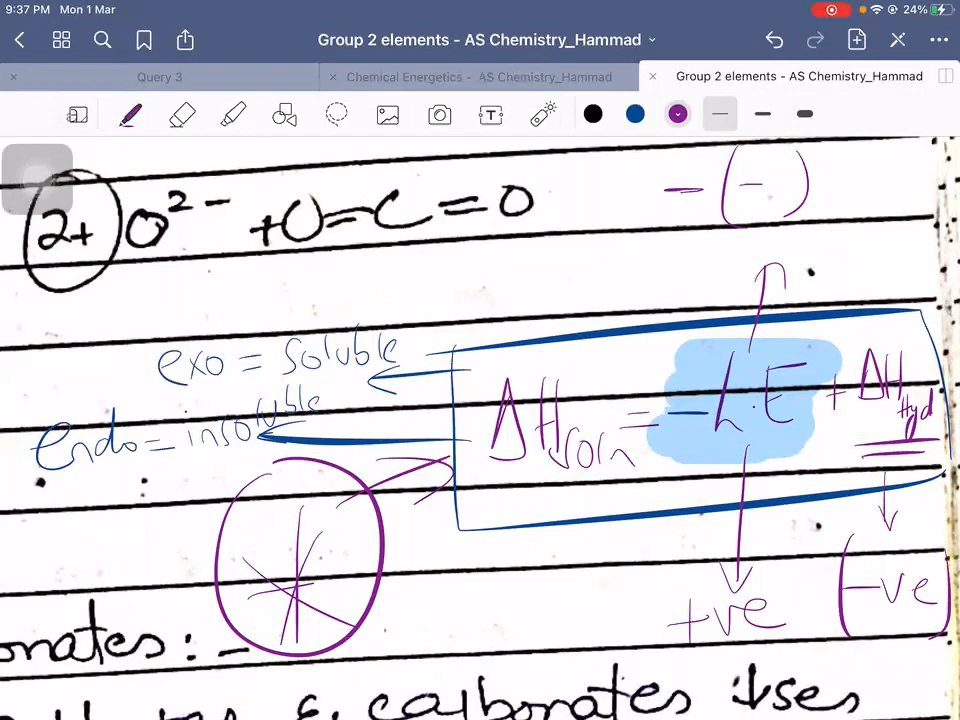 9:37 PM Mon 1 Mar
24%
Group 2 elements - AS Chemistry_Hammad
Query 3
Chemical Energetics - AS Chemistry_Hammad
Group 2 elements - AS Chemistry_Hammad
T
2+ O²⁻ + O=C=O
- (-)
exo = soluble
endo = insoluble
ΔHsoln = -L.E + ΔHHyd
+ve
(-ve)
onates:-
& carbonates